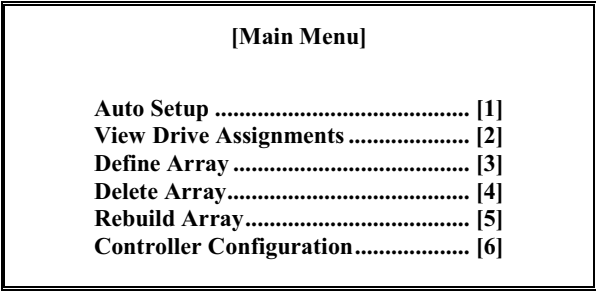 [Main Menu]
Auto Setup .......................................... [1]
View Drive Assignments .................... [2]
Define Array ....................................... [3]
Delete Array........................................ [4]
Rebuild Array..................................... [5]
Controller Configuration................... [6]